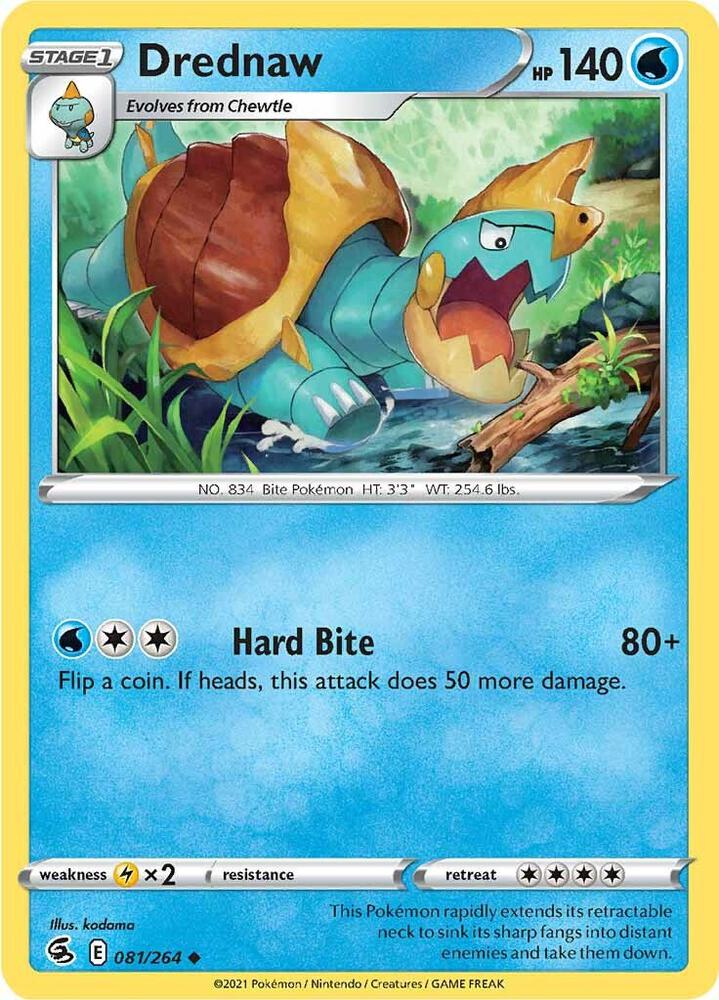 STAGE1
Drednaw
HP 140
Evolves from Chewtle
NO. 834 Bite Pokémon HT: 3'3" WT: 254.6 lbs.
Hard Bite 80+
Flip a coin. If heads, this attack does 50 more damage.
weakness ×2 resistance retreat
Illus. kodama
This Pokémon rapidly extends its retractable
neck to sink its sharp fangs into distant
enemies and take them down.
E 081/264
©2021 Pokémon / Nintendo / Creatures / GAME FREAK